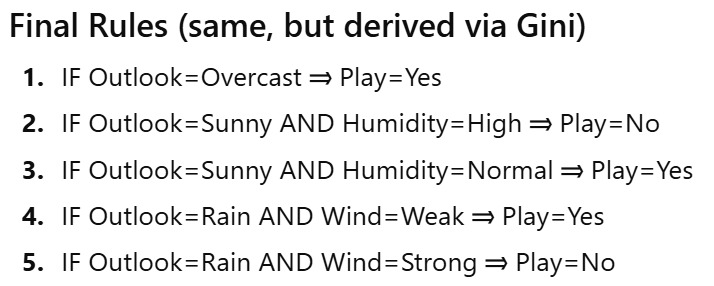 Final Rules (same, but derived via Gini)
1. IF Outlook=Overcast ⇒ Play=Yes
2. IF Outlook=Sunny AND Humidity=High ⇒ Play=No
3. IF Outlook=Sunny AND Humidity=Normal ⇒ Play=Yes
4. IF Outlook=Rain AND Wind=Weak ⇒ Play=Yes
5. IF Outlook=Rain AND Wind=Strong ⇒ Play=No